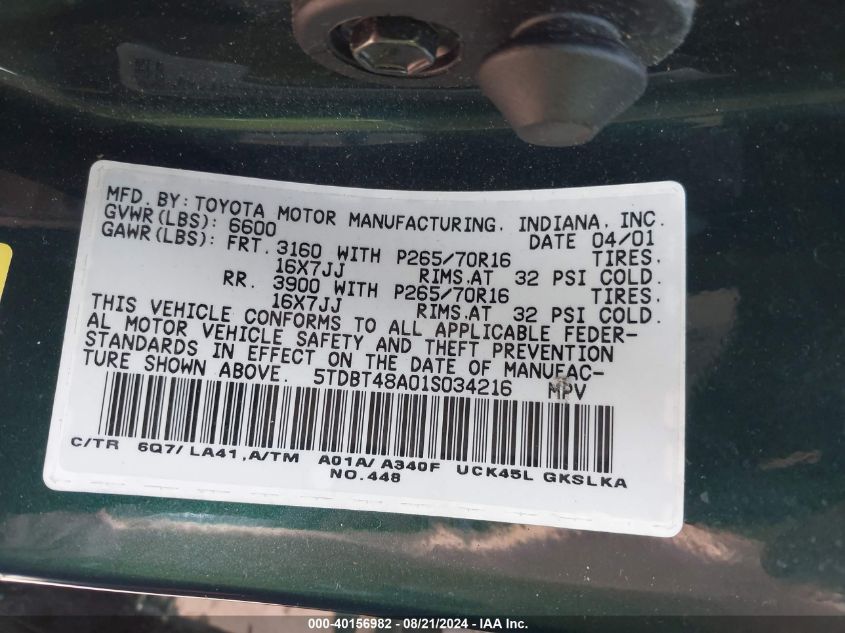 MFD. BY: TOYOTA MOTOR MANUFACTURING, INDIANA, INC.
GVWR(LBS): 6600 DATE 04/01
GAWR(LBS): FRT. 3160 WITH P265/70R16 TIRES.
16X7JJ RIMS.AT 32 PSI COLD.
RR. 3900 WITH P265/70R16 TIRES.
16X7JJ RIMS.AT 32 PSI COLD.
THIS VEHICLE CONFORMS TO ALL APPLICABLE FEDER-
AL MOTOR VEHICLE SAFETY AND THEFT PREVENTION
STANDARDS IN EFFECT ON THE DATE OF MANUFAC-
TURE SHOWN ABOVE. 5TDBT48A01S034216 MPV
C/TR 6Q7/ LA41,A/TM A01A/ A340F UCK45L GKSLKA
NO.448
000-40156982 / 08/21/2024 - IAA Inc.